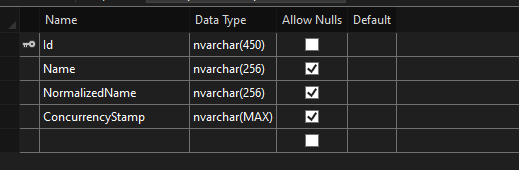 Name Data Type Allow Nulls Default
Id nvarchar(450)
Name nvarchar(256)
NormalizedName nvarchar(256)
ConcurrencyStamp nvarchar(MAX)